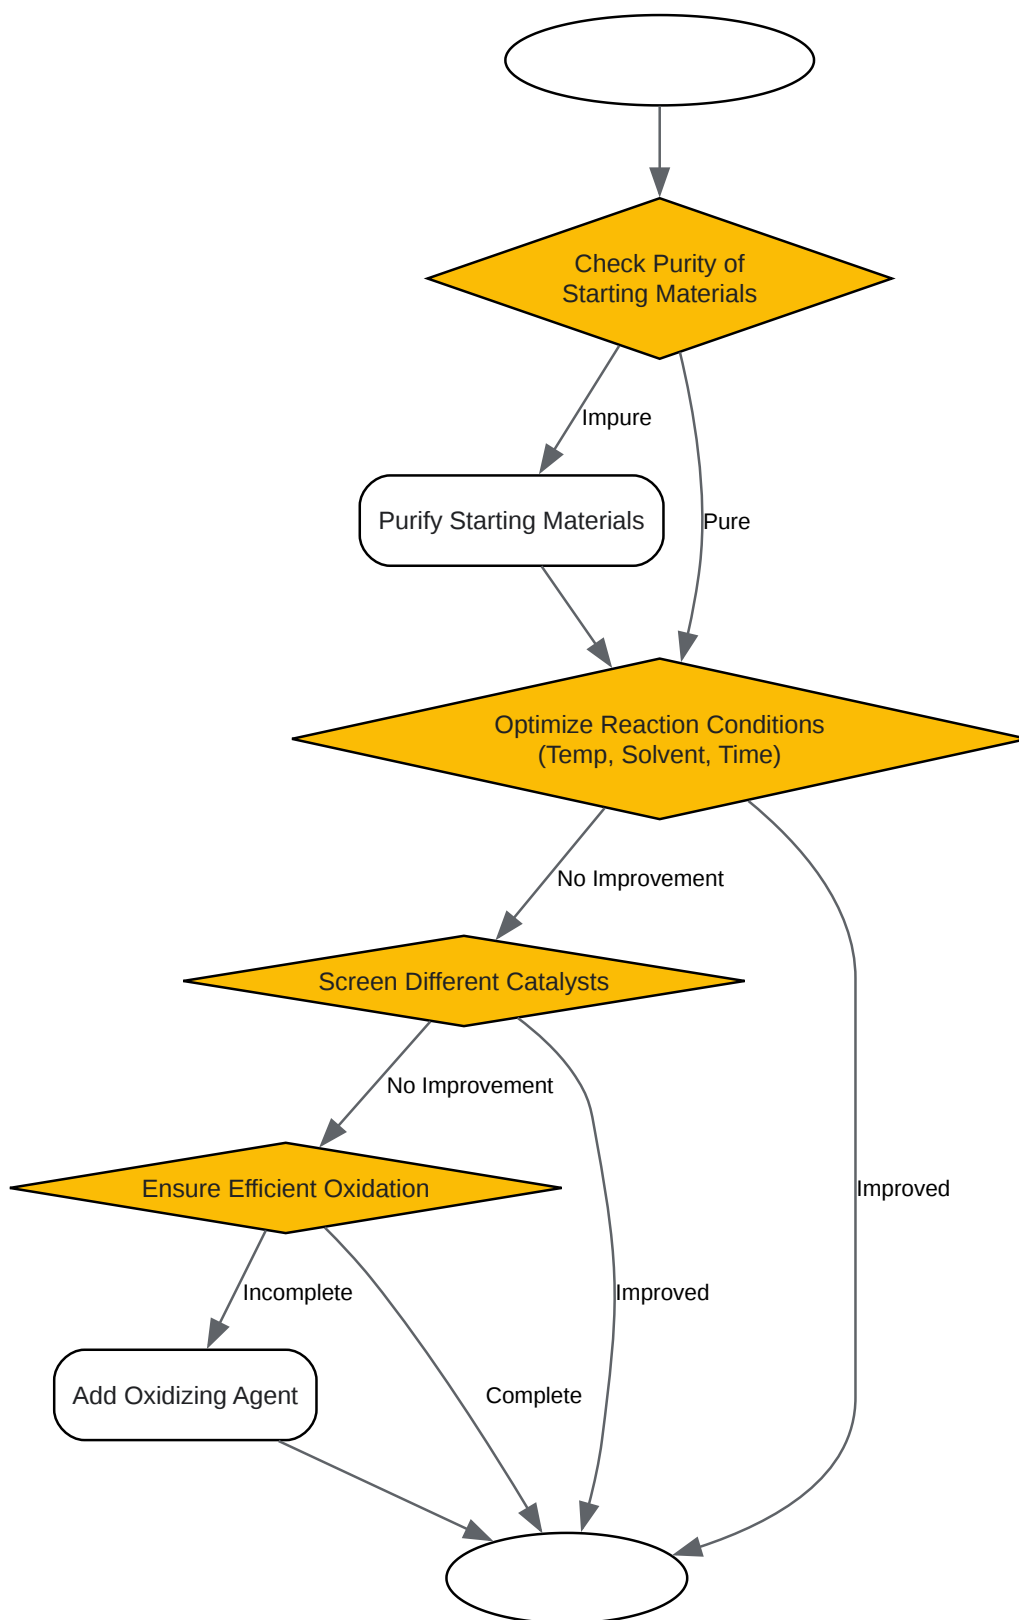 Check Purity of
Starting Materials
Impure
Purify Starting Materials
Pure
Optimize Reaction Conditions
(Temp, Solvent, Time)
No Improvement
Screen Different Catalysts
No Improvement
Ensure Efficient Oxidation
Improved
Incomplete
Improved
Add Oxidizing Agent
Complete